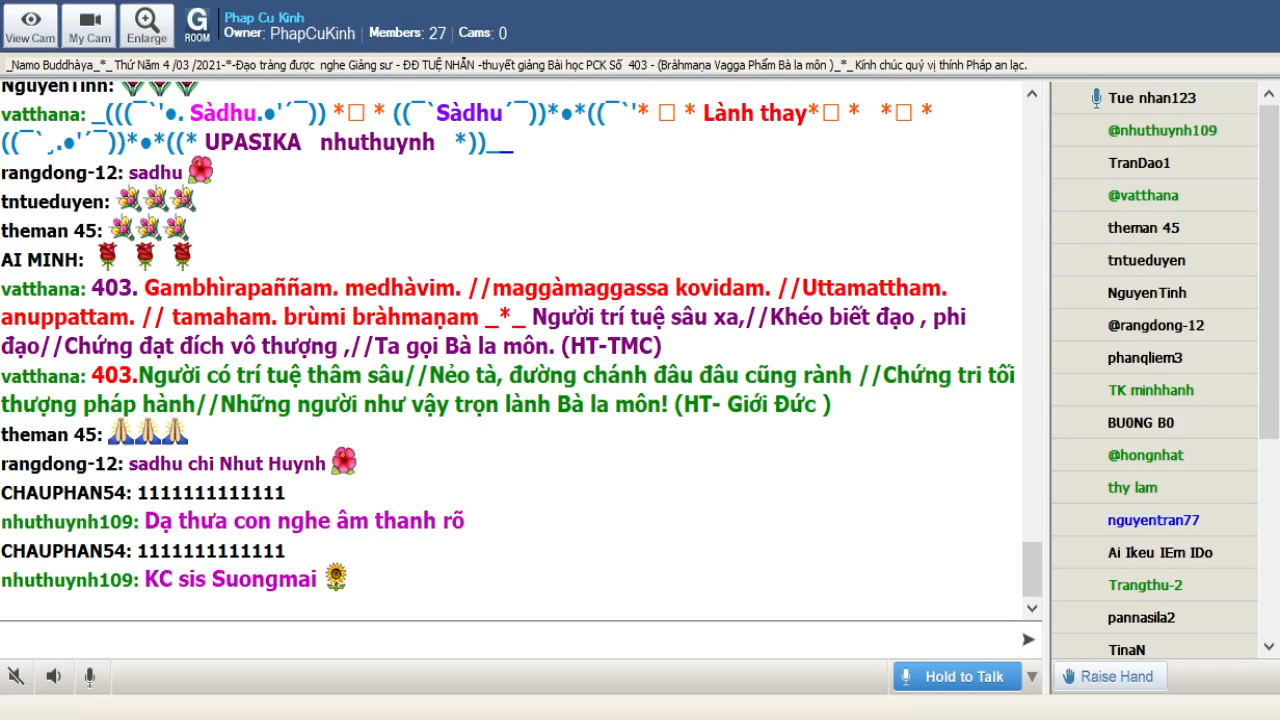 View Cam
My Cam
Enlarge
G
ROOM
Phap Cu Kinh
Owner: PhapCuKinh | Members: 27 | Cams: 0
_Namo Buddhàya_*_ Thứ Năm 4 /03 /2021-*-Đạo tràng được nghe Giảng sư - ĐĐ TUỆ NHẪN -thuyết giảng Bài học PCK Số 403 - (Bràhmaṇa Vagga Phẩm Bà la môn )_*_ Kính chúc quý vị thính Pháp an lạc.
NguyenTinh:
vatthana: _(((¯`'•. Sàdhu.•'´¯)) *□ * ((¯`Sàdhu´¯))*•*((¯`'* □ * Lành thay*□ * *□ *
((¯`¸.•'´¯))*•*((* UPASIKA nhuthuynh *))__
rangdong-12: sadhu
tntueduyen:
theman 45:
AI MINH:
vatthana: 403. Gambhìrapaññam. medhàvim. //maggàmaggassa kovidam. //Uttamattham.
anuppattam. // tamaham. brùmi bràhmaṇam _*_ Người trí tuệ sâu xa,//Khéo biết đạo , phi
đạo//Chứng đạt đích vô thượng ,//Ta gọi Bà la môn. (HT-TMC)
vatthana: 403.Người có trí tuệ thâm sâu//Nẻo tà, đường chánh đâu đâu cũng rành //Chứng tri tối
thượng pháp hành//Những người như vậy trọn lành Bà la môn! (HT- Giới Đức )
theman 45:
rangdong-12: sadhu chi Nhut Huynh
CHAUPHAN54: 1111111111111
nhuthuynh109: Dạ thưa con nghe âm thanh rõ
CHAUPHAN54: 1111111111111
nhuthuynh109: KC sis Suongmai
Hold to Talk
Tue nhan123
@nhuthuynh109
TranDao1
@vatthana
theman 45
tntueduyen
NguyenTinh
@rangdong-12
phanqliem3
TK minhhanh
BU0NG B0
@hongnhat
thy lam
nguyentran77
Ai Ikeu IEm IDo
Trangthu-2
pannasila2
TinaN
Raise Hand